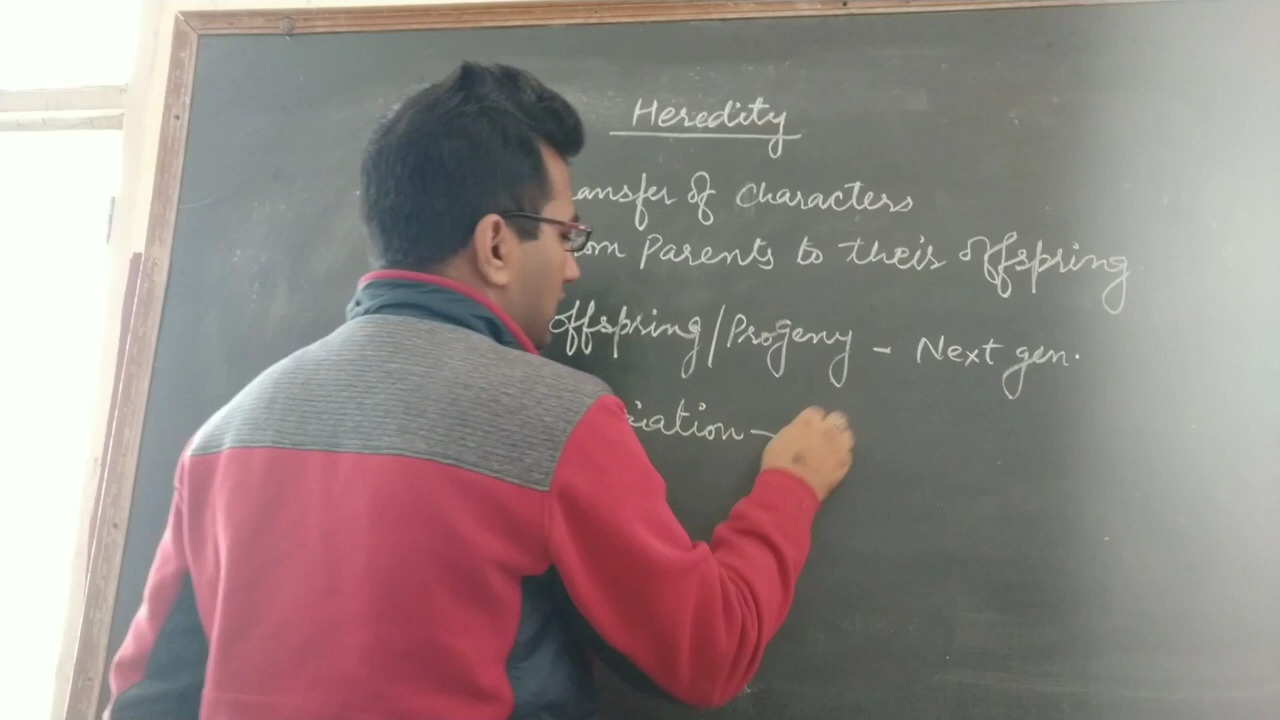 Heredity
ansfer of characters
om Parents to their offspring
offspring/Progeny - Next gen.
iation -